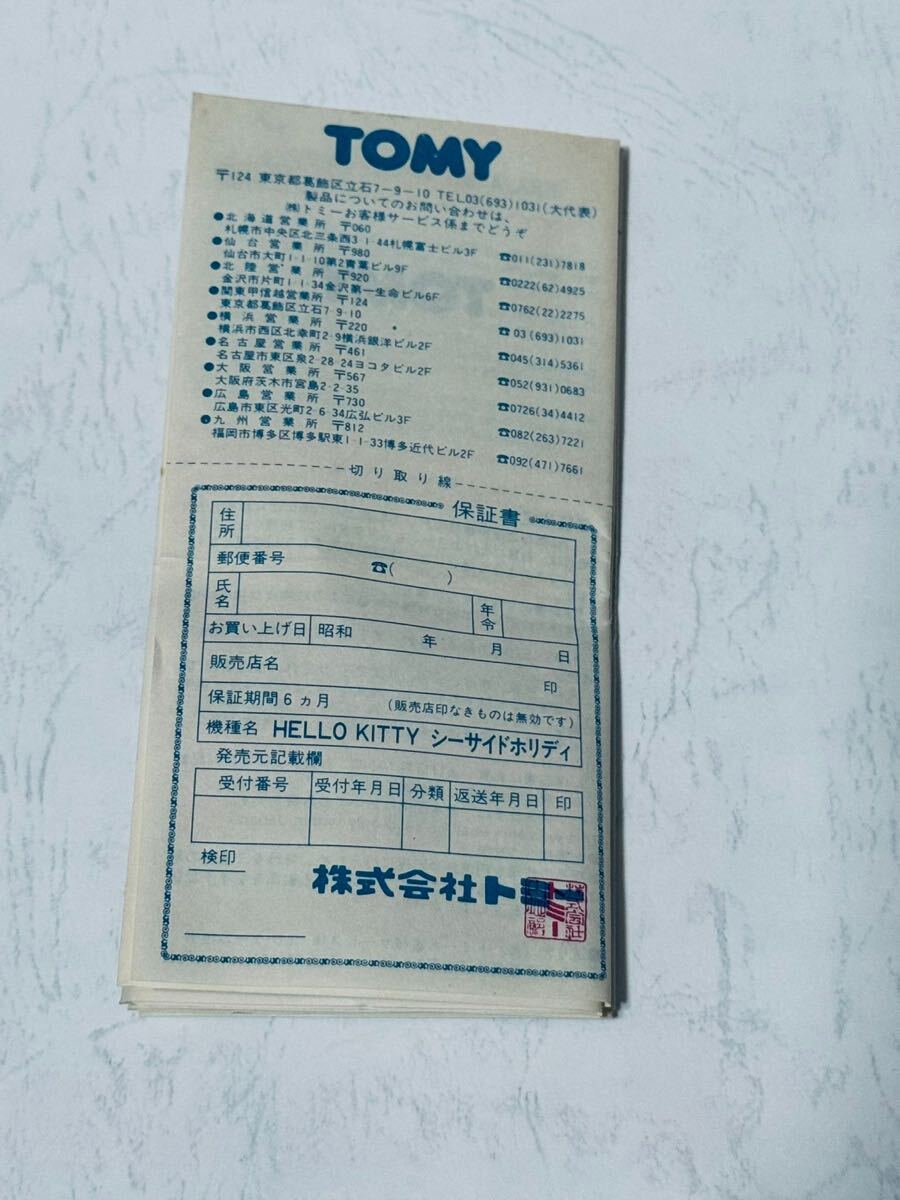 TOMY
〒124 東京都葛飾区立石7-9-10 TEL03(693)1031(大代表)
製品についてのお問い合わせは、
㈱トミーお客様サービス係までどうぞ
●北海道営業所 〒060
札幌市中央区北三条西3-1-44札幌富士ビル3F ☎011(231)7818
●仙台営業所 〒980
仙台市大町1-1-10第2青葉ビル9F ☎0222(62)4925
●北陸営業所 〒920
金沢市片町1-1-34金沢第一生命ビル6F ☎0762(22)2275
●関東甲信越営業所 〒124
東京都葛飾区立石7-9-10 ☎03(693)1031
●横浜営業所 〒220
横浜市西区北幸町2-9横浜銀洋ビル2F ☎045(314)5361
●名古屋営業所 〒461
名古屋市東区泉2-28-24ヨコタビル2F ☎052(931)0683
●大阪営業所 〒567
大阪府茨木市宮島2-2-35 ☎0726(34)4412
●広島営業所 〒730
広島市東区光町2-6-34広弘ビル3F ☎082(263)7221
●九州営業所 〒812
福岡市博多区博多駅東1-1-33博多近代ビル2F ☎092(471)7661
切り取り線
保証書
住所
郵便番号 ☎( )
氏名 年令
お買い上げ日 昭和 年 月 日
販売店名 印
保証期間6ヵ月 (販売店印なきものは無効です)
機種名 HELLO KITTY シーサイドホリディ
発売元記載欄
受付番号 受付年月日 分類 返送年月日 印
検印
株式会社トミー